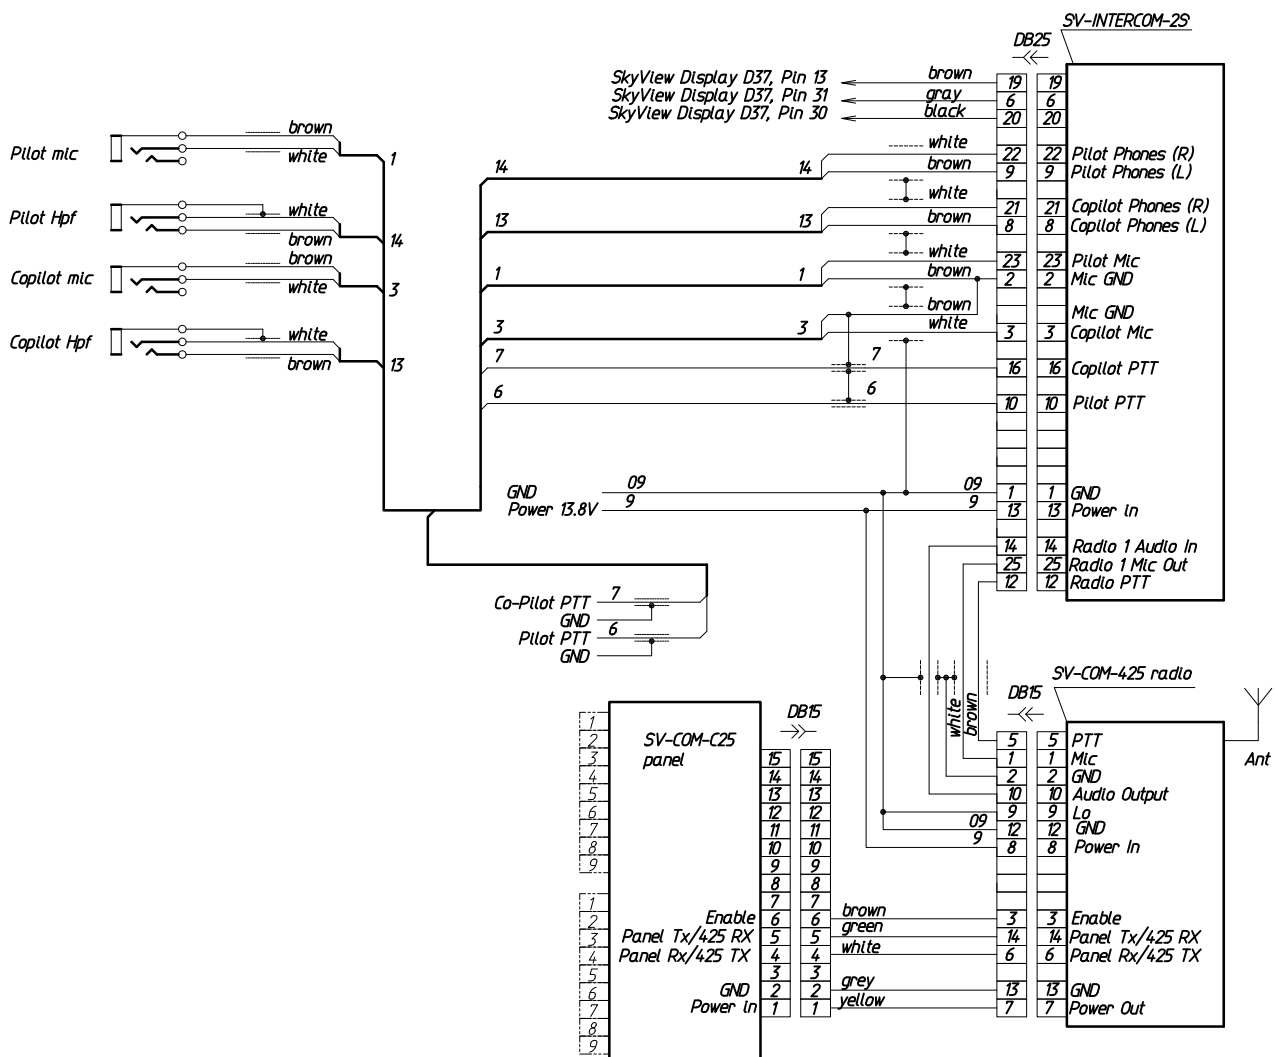 SV-INTERCOM-2S
DB25
SkyView Display D37, Pin 13 brown 19 19
SkyView Display D37, Pin 31 gray 6 6
SkyView Display D37, Pin 30 black 20 20
Pilot mic brown
white 1
Pilot Hpf white
brown 14
Copilot mic brown
white 3
Copilot Hpf white
brown 13
14 14 white 22 22 Pilot Phones (R)
brown 9 9 Pilot Phones (L)
13 13 white 21 21 Copilot Phones (R)
brown 8 8 Copilot Phones (L)
1 1 white 23 23 Pilot Mic
brown 2 2 Mic GND
3 3 brown Mic GND
white 3 3 Copilot Mic
7 7 16 16 Copilot PTT
6 6 10 10 Pilot PTT
GND 09 09 1 1 GND
Power 13.8V 9 9 13 13 Power In
14 14 Radio 1 Audio In
25 25 Radio 1 Mic Out
12 12 Radio PTT
Co-Pilot PTT 7
GND
Pilot PTT 6
GND
SV-COM-425 radio
DB15
white
brown
5 5 PTT
1 1 Mic
2 2 GND
10 10 Audio Output
9 9 Lo
09 12 12 GND
9 8 8 Power In
3 3 Enable
14 14 Panel Tx/425 RX
6 6 Panel Rx/425 TX
13 13 GND
7 7 Power Out
Ant
SV-COM-C25
panel
DB15
1
2
3
4
5
6
7
8
9
1
2
3
4
5
6
7
8
9
15 15
14 14
13 13
12 12
11 11
10 10
9 9
8 8
7 7
Enable 6 6 brown
Panel Tx/425 RX 5 5 green
Panel Rx/425 TX 4 4 white
3 3
GND 2 2 grey
Power In 1 1 yellow